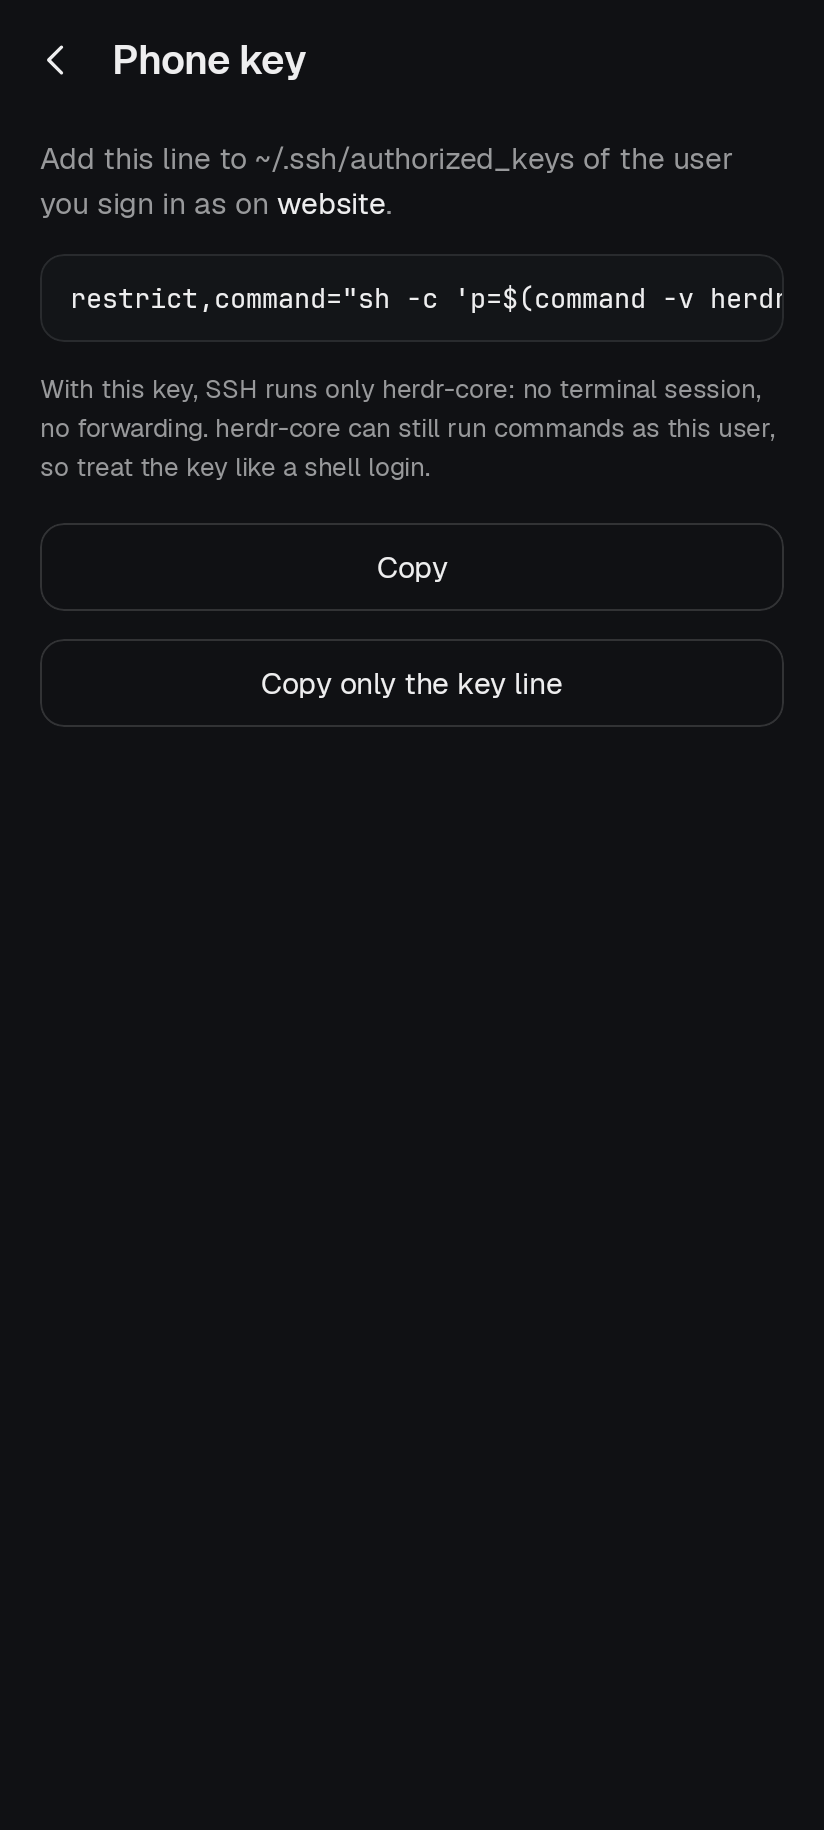 Phone key
Add this line to ~/.ssh/authorized_keys of the user
you sign in as on website.
restrict,command="sh -c 'p=$(command -v herdr
With this key, SSH runs only herdr-core: no terminal session,
no forwarding. herdr-core can still run commands as this user,
so treat the key like a shell login.
Copy
Copy only the key line